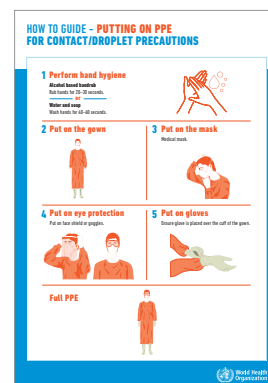 HOW TO GUIDE - PUTTING ON PPE
FOR CONTACT/DROPLET PRECAUTIONS
1 Perform hand hygiene
Alcohol based handrub
Rub hands for 20–30 seconds.
or
Water and soap
Wash hands for 40–60 seconds.
2 Put on the gown
3 Put on the mask
Medical mask.
4 Put on eye protection
Put on face shield or goggles.
5 Put on gloves
Ensure glove is placed over the cuff of the gown.
Full PPE
World Health
Organization